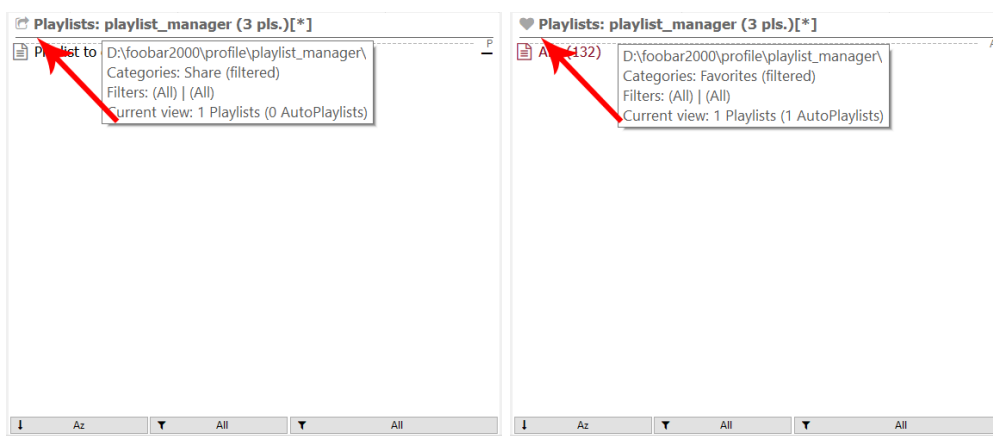 Playlists: playlist_manager (3 pls.)[*]
P
Playlist to
D:\foobar2000\profile\playlist_manager\
Categories: Share (filtered)
Filters: (All) | (All)
Current view: 1 Playlists (0 AutoPlaylists)
Az
All
All
Playlists: playlist_manager (3 pls.)[*]
A
(132)
D:\foobar2000\profile\playlist_manager\
Categories: Favorites (filtered)
Filters: (All) | (All)
Current view: 1 Playlists (1 AutoPlaylists)
Az
All
All